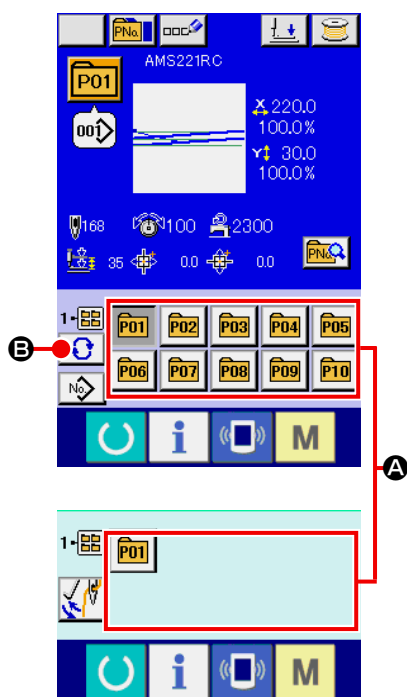 PNo.
AMS221RC
P01
001
X 220.0
100.0%
Y 30.0
100.0%
168 100 2300
35 0.0 0.0
PNo.
1-
P01 P02 P03 P04 P05
B
P06 P07 P08 P09 P10
No.
i M
A
1-
P01
i M